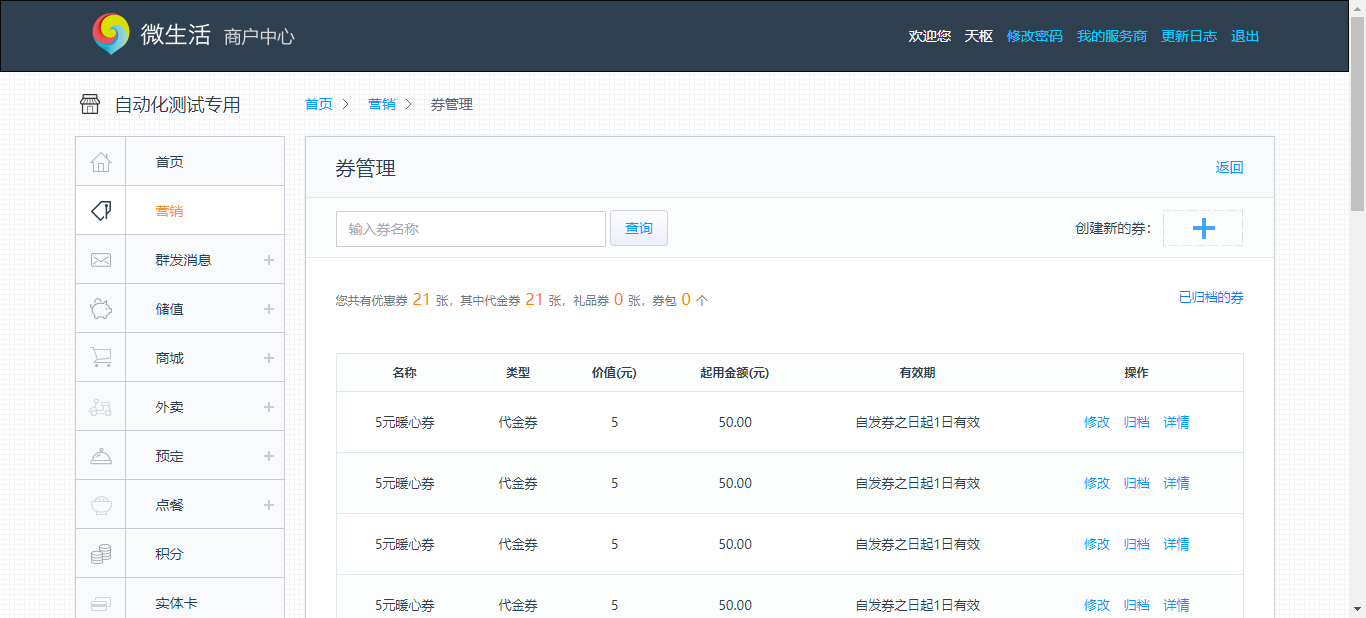 微生活 商户中心
欢迎您 天枢 修改密码 我的服务商 更新日志 退出
自动化测试专用
首页 > 营销 > 券管理
首页
营销
群发消息 +
储值 +
商城 +
外卖 +
预定 +
点餐 +
积分
实体卡
券管理 返回
输入券名称 查询 创建新的券: +
您共有优惠券 21 张，其中代金券 21 张，礼品券 0 张，券包 0 个 已归档的券
名称 类型 价值(元) 起用金额(元) 有效期 操作
5元暖心券 代金券 5 50.00 自发券之日起1日有效 修改 归档 详情
5元暖心券 代金券 5 50.00 自发券之日起1日有效 修改 归档 详情
5元暖心券 代金券 5 50.00 自发券之日起1日有效 修改 归档 详情
5元暖心券 代金券 5 50.00 自发券之日起1日有效 修改 归档 详情